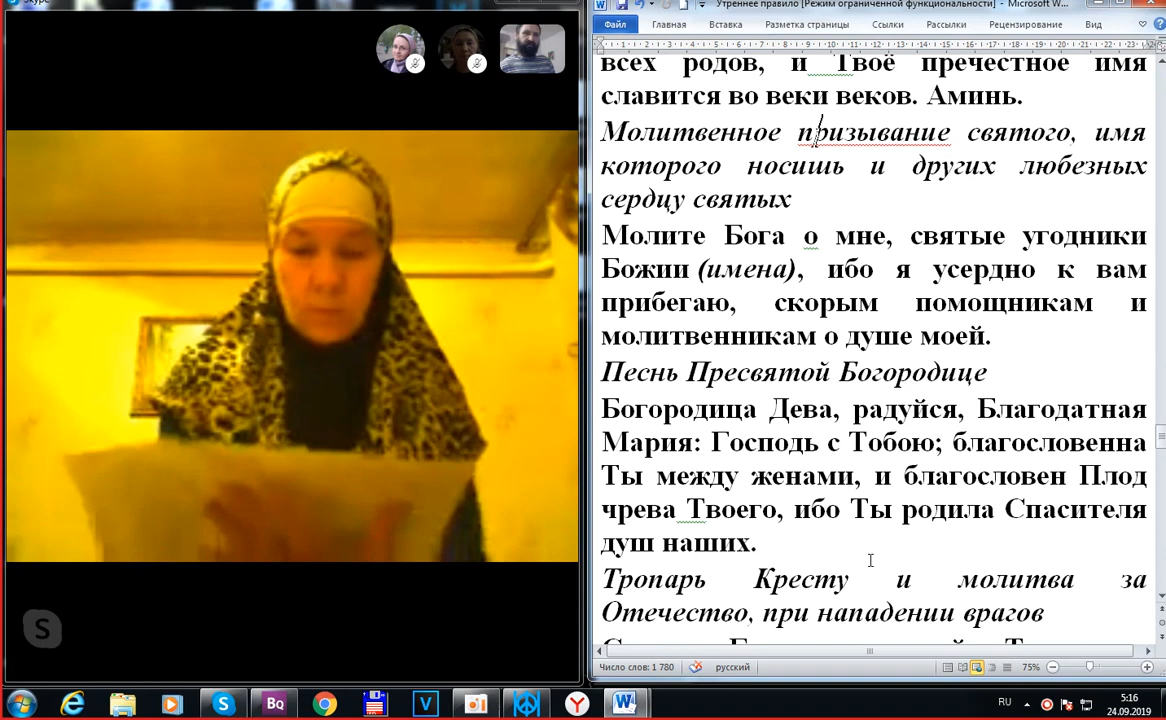 Skype
Утреннее правило [Режим ограниченной функциональности] - Microsoft W...
Файл Главная Вставка Разметка страницы Ссылки Рассылки Рецензирование Вид
всех родов, и Твоё пречестное имя
славится во веки веков. Аминь.
Молитвенное призывание святого, имя
которого носишь и других любезных
сердцу святых
Молите Бога о мне, святые угодники
Божии (имена), ибо я усердно к вам
прибегаю, скорым помощникам и
молитвенникам о душе моей.
Песнь Пресвятой Богородице
Богородица Дева, радуйся, Благодатная
Мария: Господь с Тобою; благословенна
Ты между женами, и благословен Плод
чрева Твоего, ибо Ты родила Спасителя
душ наших.
Тропарь Кресту и молитва за
Отечество, при нападении врагов
Число слов: 1 780 русский 75%
RU 5:16
24.09.2019